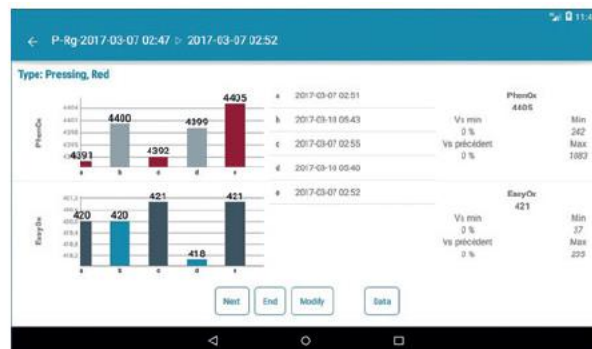 11:4
← P-Rg-2017-03-07 02:47 ▷ 2017-03-07 02:52
Type: Pressing, Red
PhenOx
4391
4400
4392
4399
4405
a b c d e
a 2017-03-07 02:51
b 2017-03-10 05:43
c 2017-03-07 02:55
d 2017-03-10 05:40
e 2017-03-07 02:52
PhenOx
4405
Vs min Min
0 % 242
Vs précédent Max
0 % 1083
EasyOx
420
420
421
418
421
a b c d e
EasyOx
421
Vs min Min
0 % 37
Vs précédent Max
0 % 235
Next End Modify Data